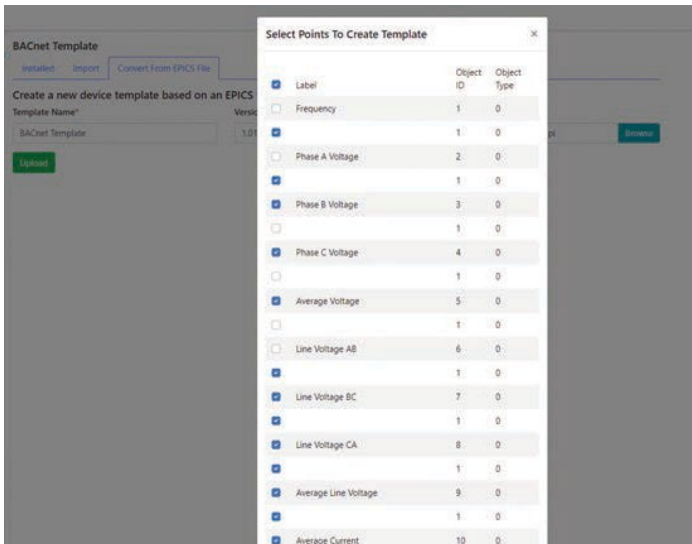 Select Points To Create Template ×
BACnet Template
Installed Import Convert From EPICS File
Label Object ID Object Type
Create a new device template based on an EPICS
Template Name*
BACnet Template 1.01 Browse
Upload
Frequency 1 0
1 0
Phase A Voltage 2 0
1 0
Phase B Voltage 3 0
1 0
Phase C Voltage 4 0
1 0
Average Voltage 5 0
1 0
Line Voltage AB 6 0
1 0
Line Voltage BC 7 0
1 0
Line Voltage CA 8 0
1 0
Average Line Voltage 9 0
1 0
Average Current 10 0